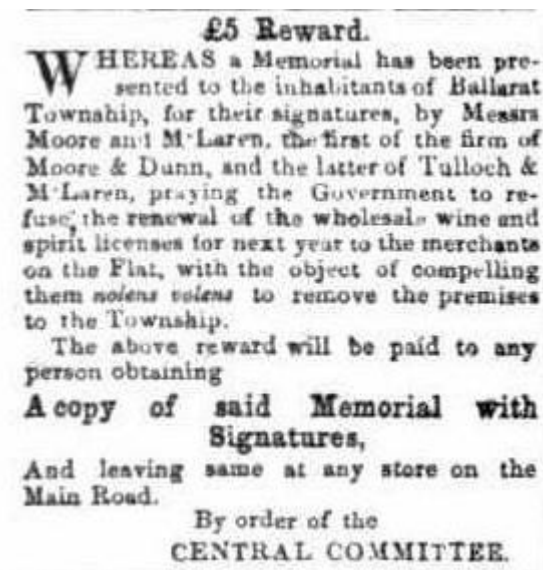 £5 Reward.
WHEREAS a Memorial has been pre-
sented to the inhabitants of Ballarat
Township, for their signatures, by Messrs
Moore and M'Laren, the first of the firm of
Moore & Dunn, and the latter of Tulloch &
M'Laren, praying the Government to re-
fuse, the renewal of the wholesale wine and
spirit licenses for next year to the merchants
on the Flat, with the object of compelling
them nolens volens to remove the premises
to the Township.
The above reward will be paid to any
person obtaining
A copy of said Memorial with
Signatures,
And leaving same at any store on the
Main Road.
By order of the
CENTRAL COMMITTEE.